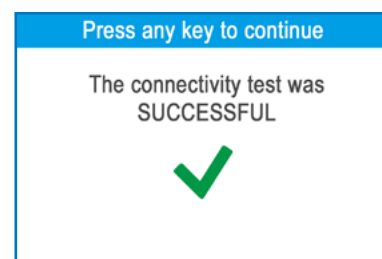 Press any key to continue
The connectivity test was
SUCCESSFUL